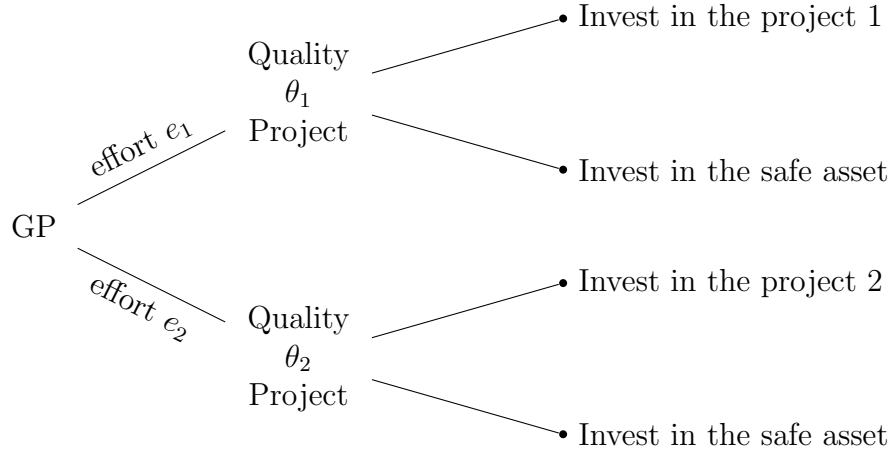 Invest in the project 1
Quality
θ₁
Project
effort e₁
Invest in the safe asset
GP
effort e₂
Invest in the project 2
Quality
θ₂
Project
Invest in the safe asset